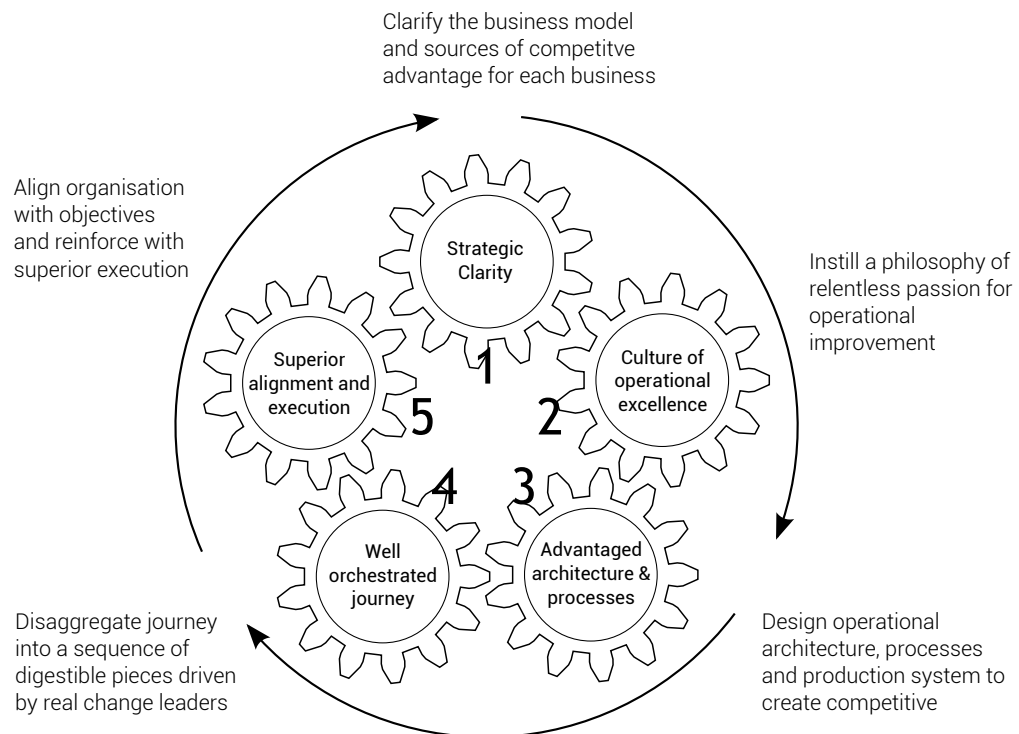 Clarify the business model
and sources of competitve
advantage for each business
Align organisation
with objectives
and reinforce with
superior execution
Strategic
Clarity
Instill a philosophy of
relentless passion for
operational
improvement
Superior
alignment and
execution
1
Culture of
operational
excellence
5
2
4
3
Well
orchestrated
journey
Advantaged
architecture &
processes
Disaggregate journey
into a sequence of
digestible pieces driven
by real change leaders
Design operational
architecture, processes
and production system to
create competitive